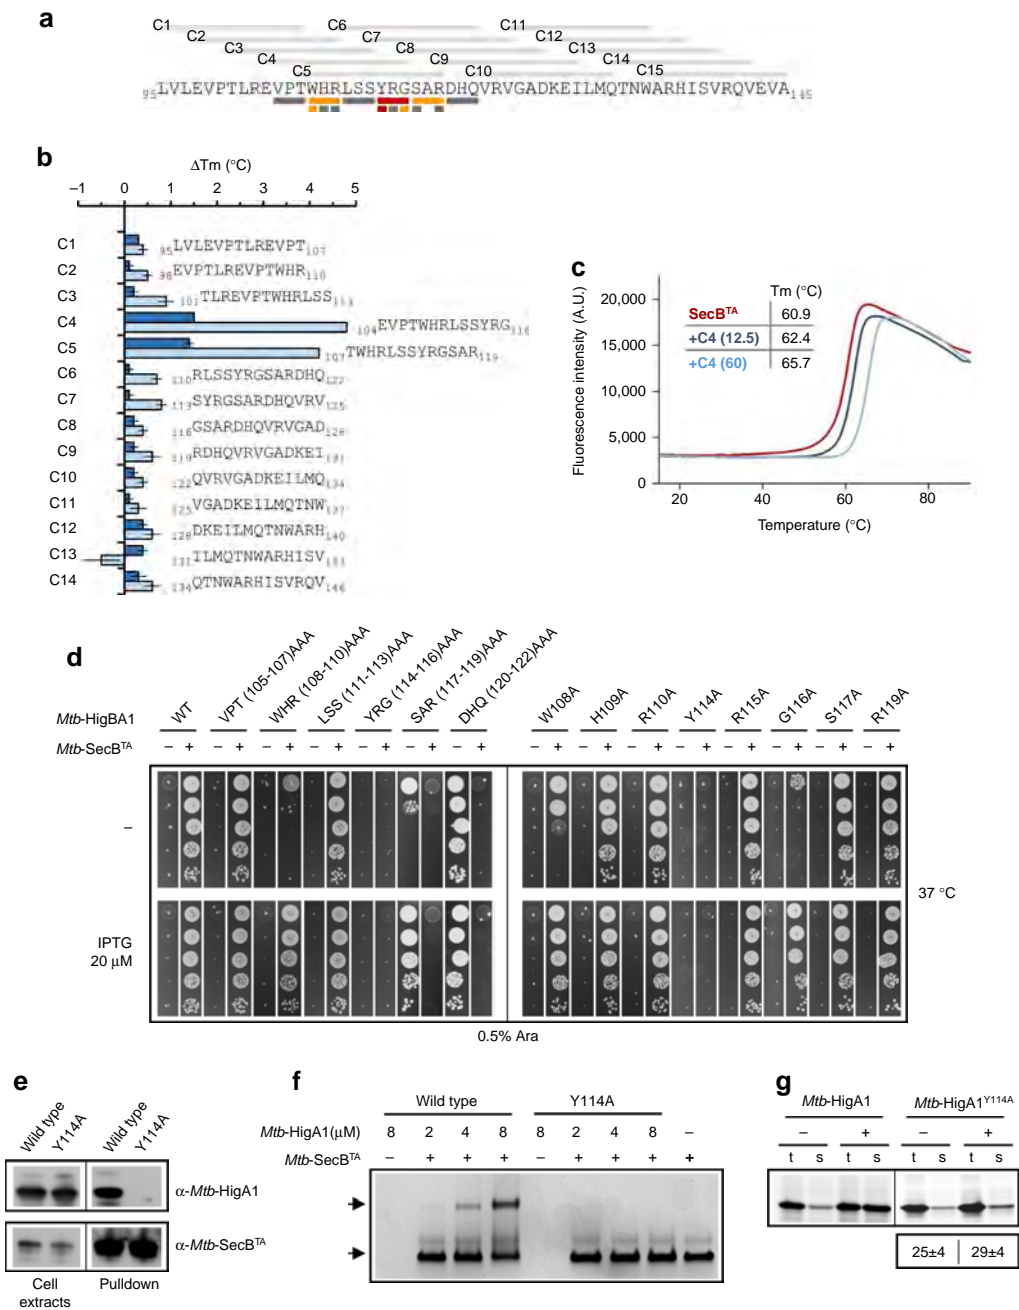 a
C1 C6 C11
C2 C7 C12
C3 C8 C13
C4 C9 C14
C5 C10 C15
95LVLEVPTLREVPTWHRLSSYRGSARDHQVRVGADKEILMQTNWARHISVRQVEVA149
b
ΔTm (°C)
–1 0 1 2 3 4 5
C1 95LVLEVPTLREVPT107
C2 98EVPTLREVPTWHR110
C3 101TLREVPTWHRLSS113
C4 104EVPTWHRLSSYRG116
C5 107TWHRLSSYRGSAR119
C6 110RLSSYRGSARDHQ122
C7 113SYRGSARDHQVRV125
C8 116GSARDHQVRVGAD128
C9 119RDHQVRVGADKEI131
C10 122QVRVGADKEILMQ134
C11 125VGADKEILMQTNW137
C12 128DKEILMQTNWARH140
C13 131ILMQTNWARHISV143
C14 134QTNWARHISVRQV146
c
Fluorescence intensity (A.U.)
20,000
15,000
10,000
5,000
0
20 40 60 80
Temperature (°C)
Tm (°C)
SecBTA 60.9
+C4 (12.5) 62.4
+C4 (60) 65.7
d
Mtb-HigBA1 WT VPT (105-107)AAA WHR (108-110)AAA LSS (111-113)AAA YRG (114-116)AAA SAR (117-119)AAA DHQ (120-122)AAA W108A H109A R110A Y114A R115A G116A S117A R119A
Mtb-SecBTA – + – + – + – + – + – + – + – + – + – + – + – + – + – + – +
–
37 °C
IPTG
20 μM
0.5% Ara
e
Wild type Y114A Wild type Y114A
α-Mtb-HigA1
α-Mtb-SecBTA
Cell extracts
Pulldown
f
Wild type Y114A
Mtb-HigA1(μM) 8 2 4 8 8 2 4 8 –
Mtb-SecBTA – + + + – + + + +
g
Mtb-HigA1 Mtb-HigA1Y114A
– + – +
t s t s t s t s
25±4 29±4